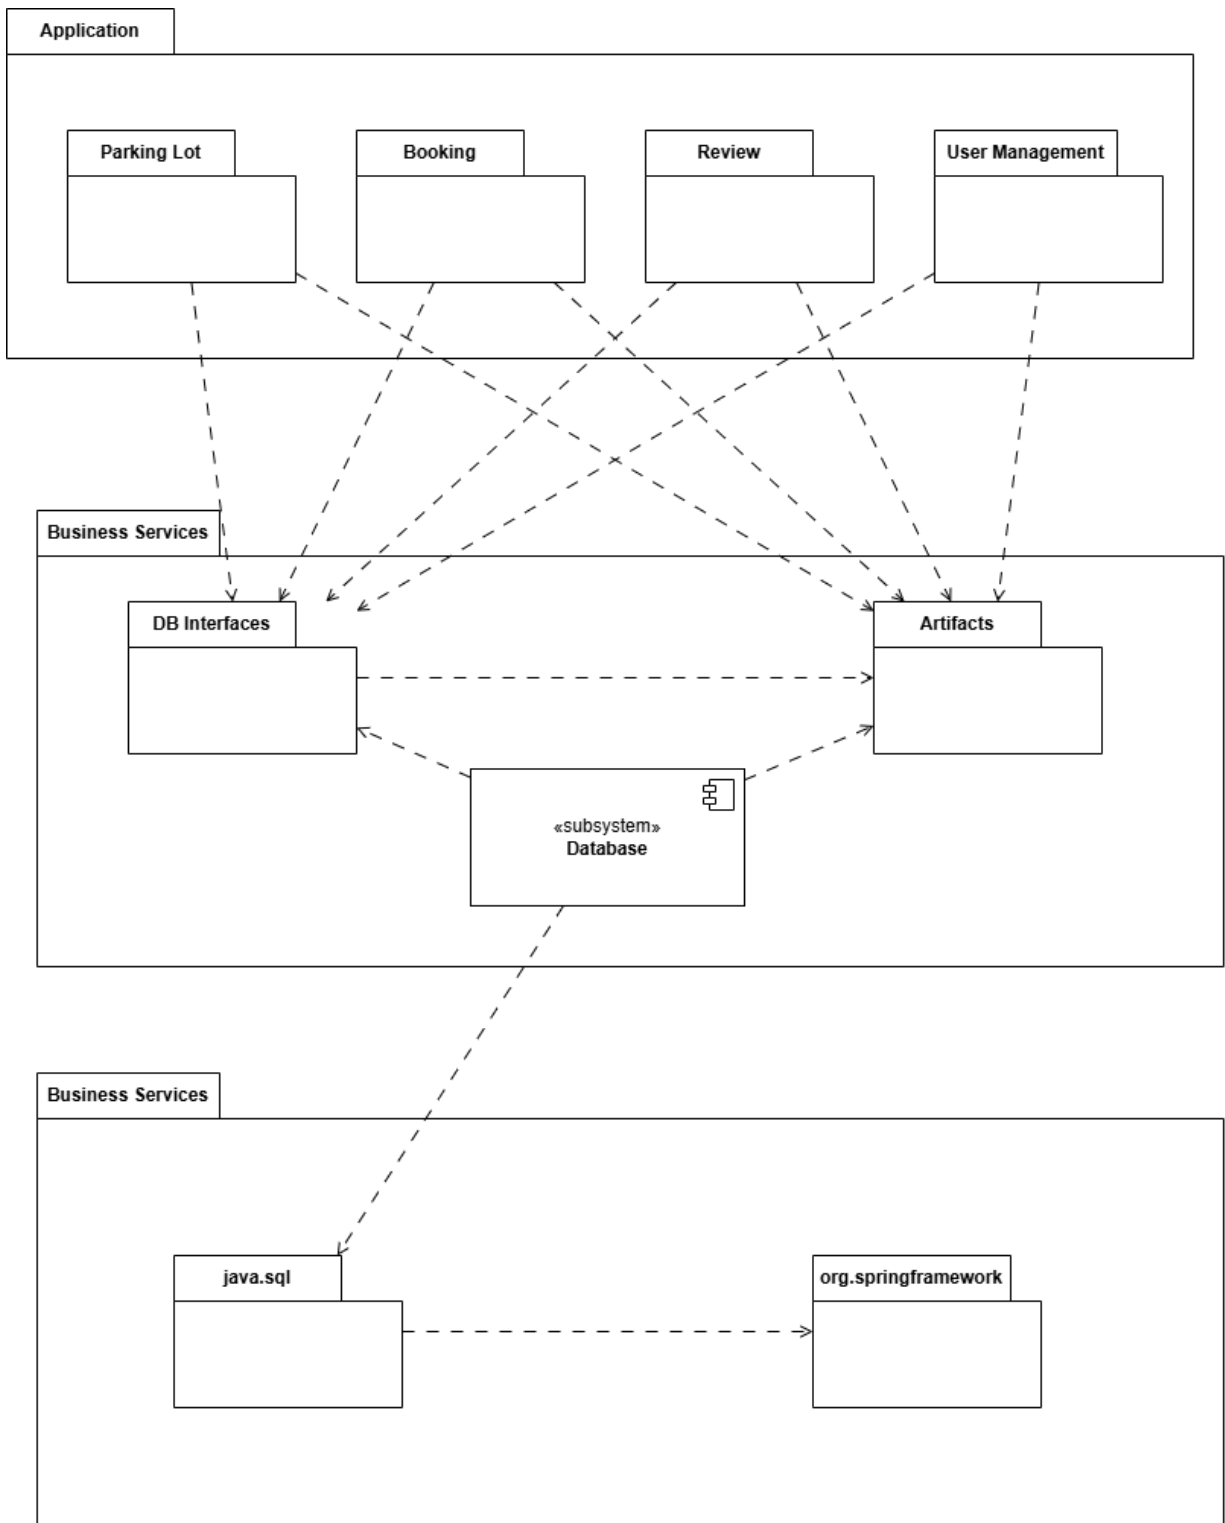 Application
Parking Lot
Booking
Review
User Management
Business Services
DB Interfaces
Artifacts
«subsystem»
Database
Business Services
java.sql
org.springframework